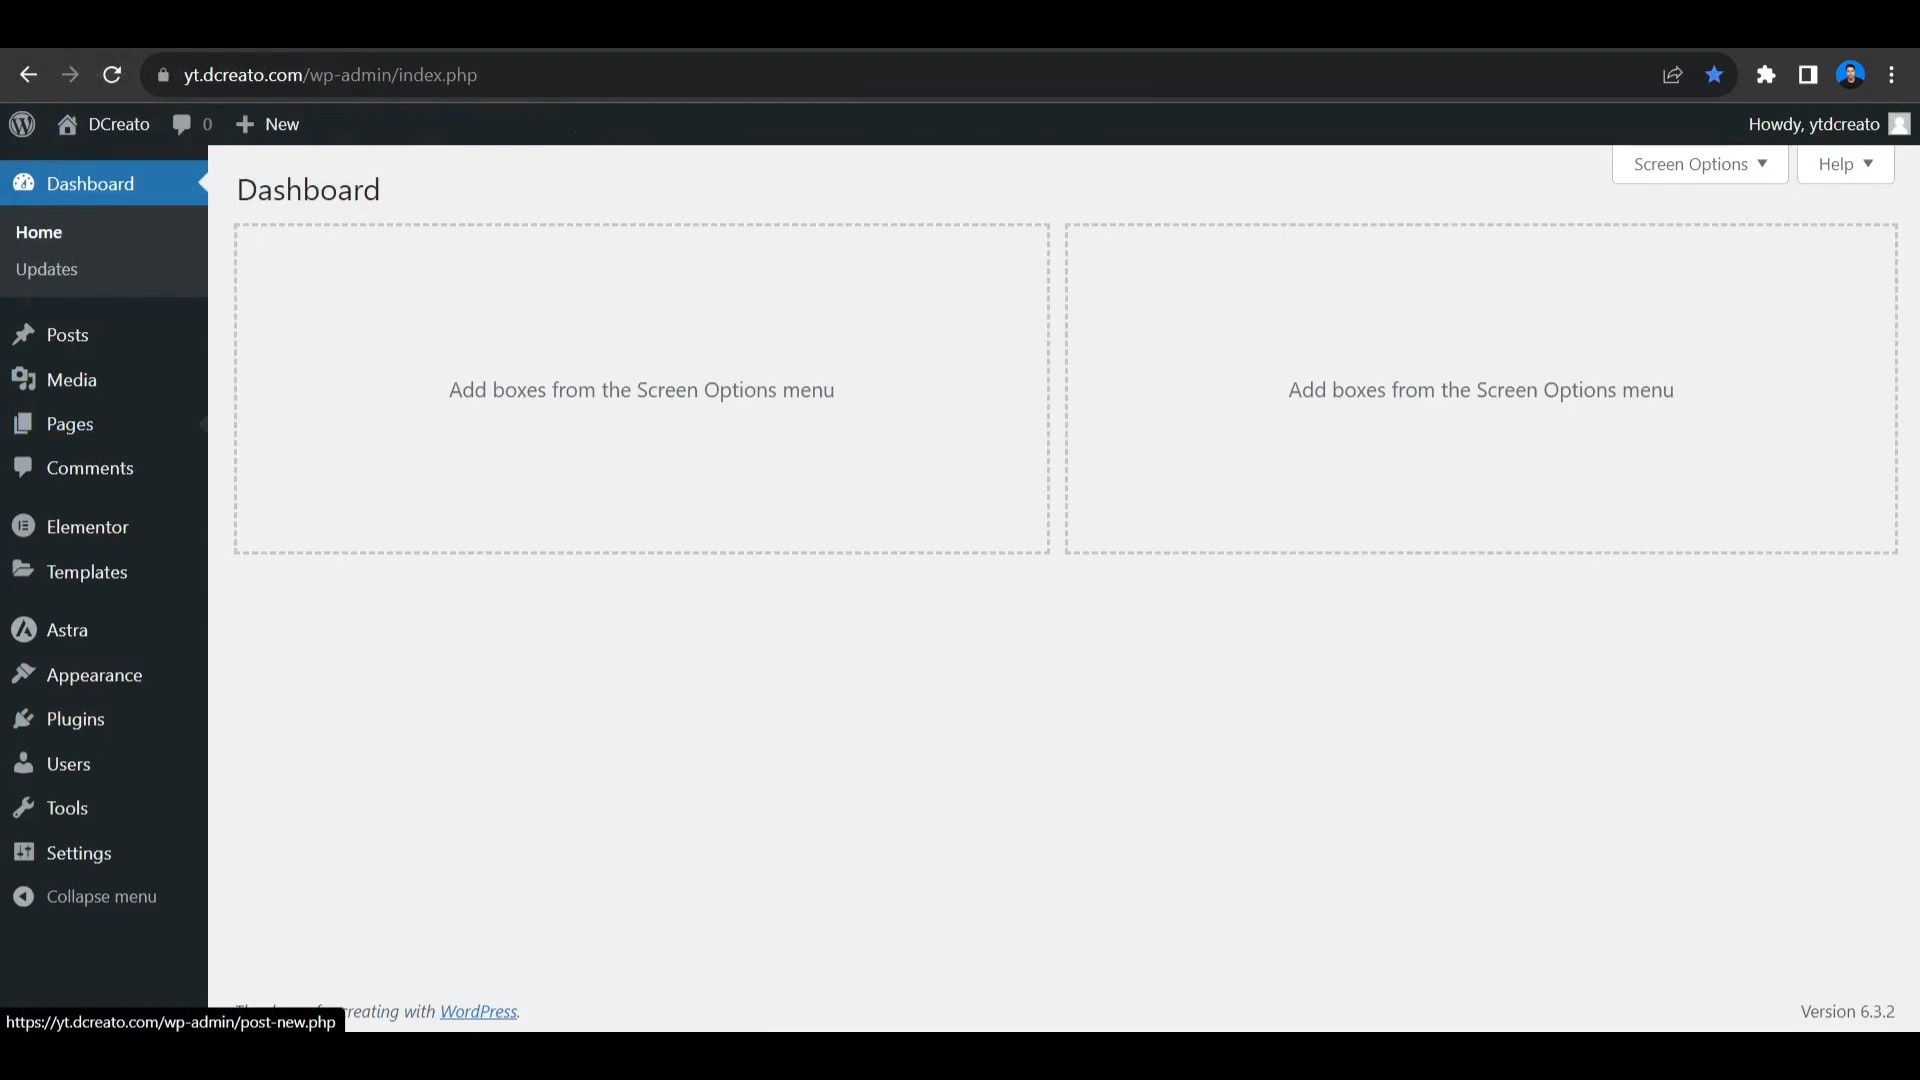 yt.dcreato.com/wp-admin/index.php
DCreato
0
New
Howdy, ytdcreato
Dashboard
Home
Updates
Posts
Media
Pages
Comments
Elementor
Templates
Astra
Appearance
Plugins
Users
Tools
Settings
Collapse menu
Screen Options
Help
Dashboard
Add boxes from the Screen Options menu
Add boxes from the Screen Options menu
creating with WordPress.
Version 6.3.2
https://yt.dcreato.com/wp-admin/post-new.php